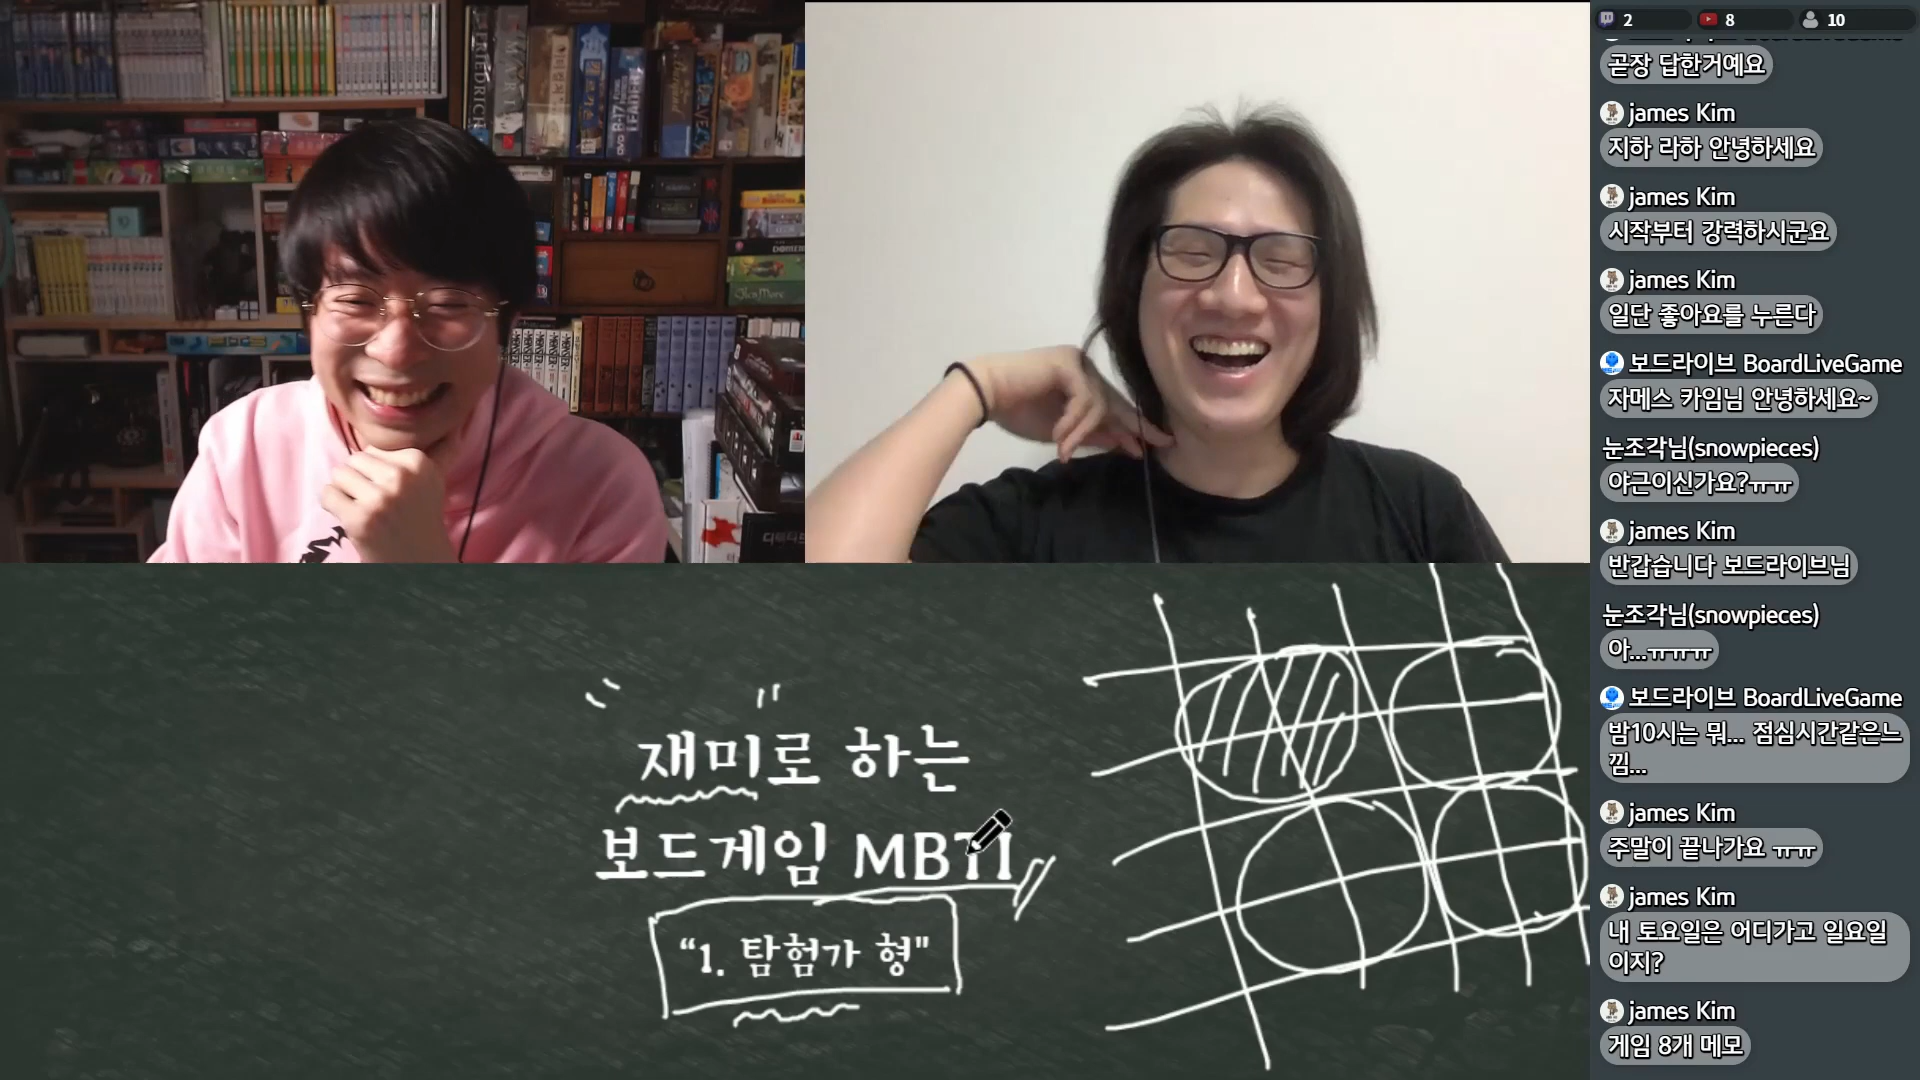 FRIEDRICH
B-17
LEADER
2
8
10
곧장 답한거예요
james Kim
지하 라하 안녕하세요
james Kim
시작부터 강력하시군요
james Kim
일단 좋아요를 누른다
보드라이브 BoardLiveGame
자메스 카임님 안녕하세요~
눈조각님(snowpieces)
야근이신가요?ㅠㅠ
james Kim
반갑습니다 보드라이브님
눈조각님(snowpieces)
아...ㅠㅠㅠ
보드라이브 BoardLiveGame
밤10시는 뭐... 점심시간같은느
낌...
james Kim
주말이 끝나가요 ㅠㅠ
james Kim
내 토요일은 어디가고 일요일
이지?
james Kim
게임 8개 메모
재미로 하는
보드게임 MBTI
“1. 탐험가 형"